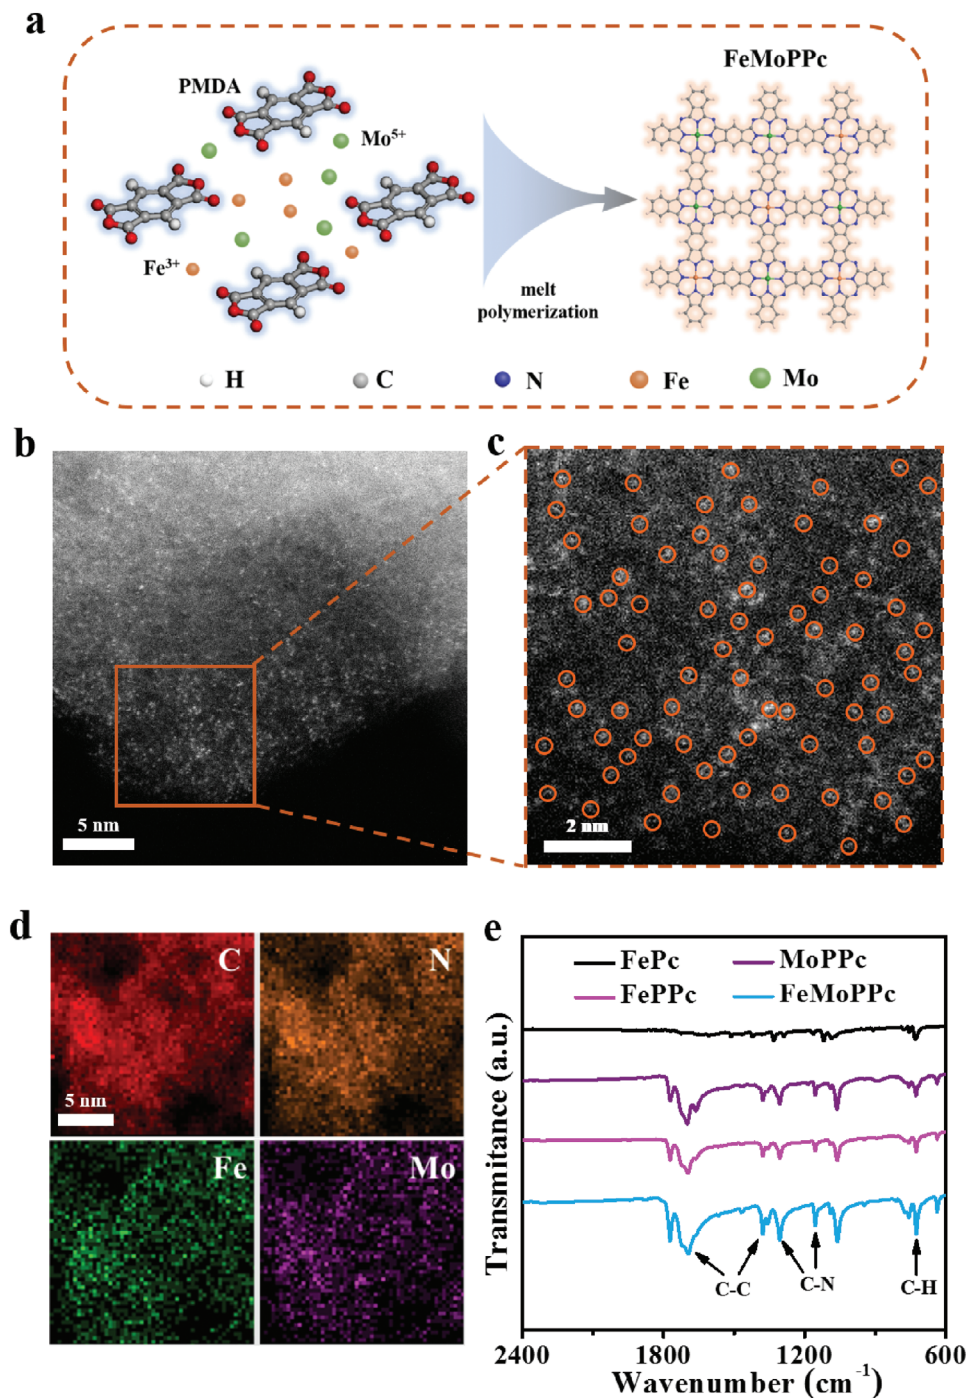 a
PMDA
Mo⁵⁺
Fe³⁺
melt
polymerization
FeMoPPc
H
C
N
Fe
Mo
b
5 nm
c
2 nm
d
C
N
5 nm
Fe
Mo
e
FePc
MoPPc
FePPc
FeMoPPc
Transmitance (a.u.)
C-C
C-N
C-H
2400
1800
1200
600
Wavenumber (cm⁻¹)